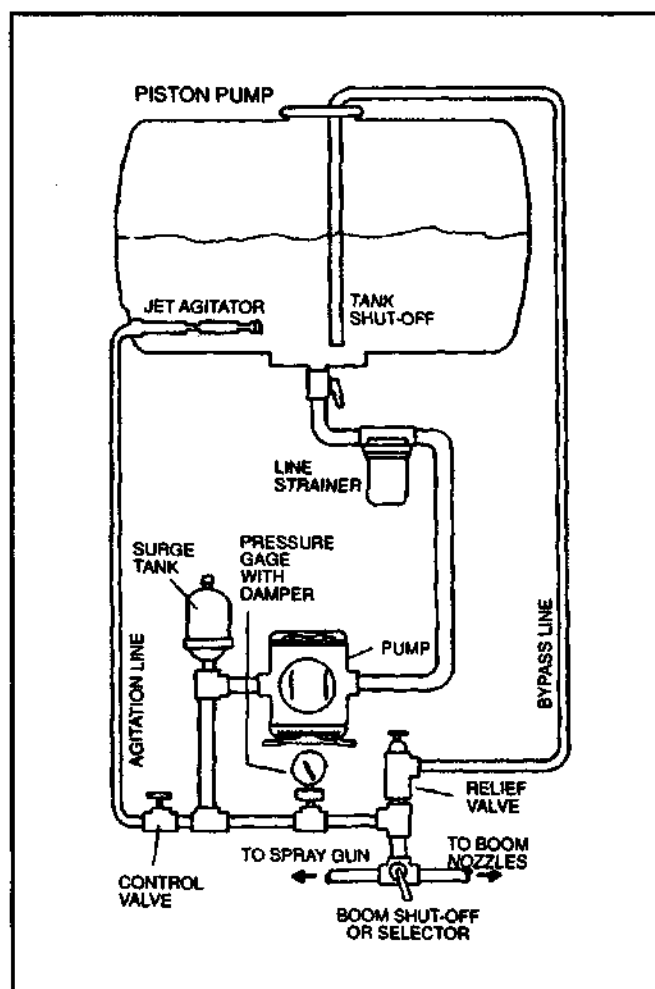 PISTON PUMP
JET AGITATOR
TANK
SHUT-OFF
LINE
STRAINER
SURGE
TANK
PRESSURE
GAGE
WITH
DAMPER
PUMP
AGITATION LINE
BYPASS LINE
RELIEF
VALVE
TO SPRAY GUN
TO BOOM
NOZZLES
CONTROL
VALVE
BOOM SHUT-OFF
OR SELECTOR